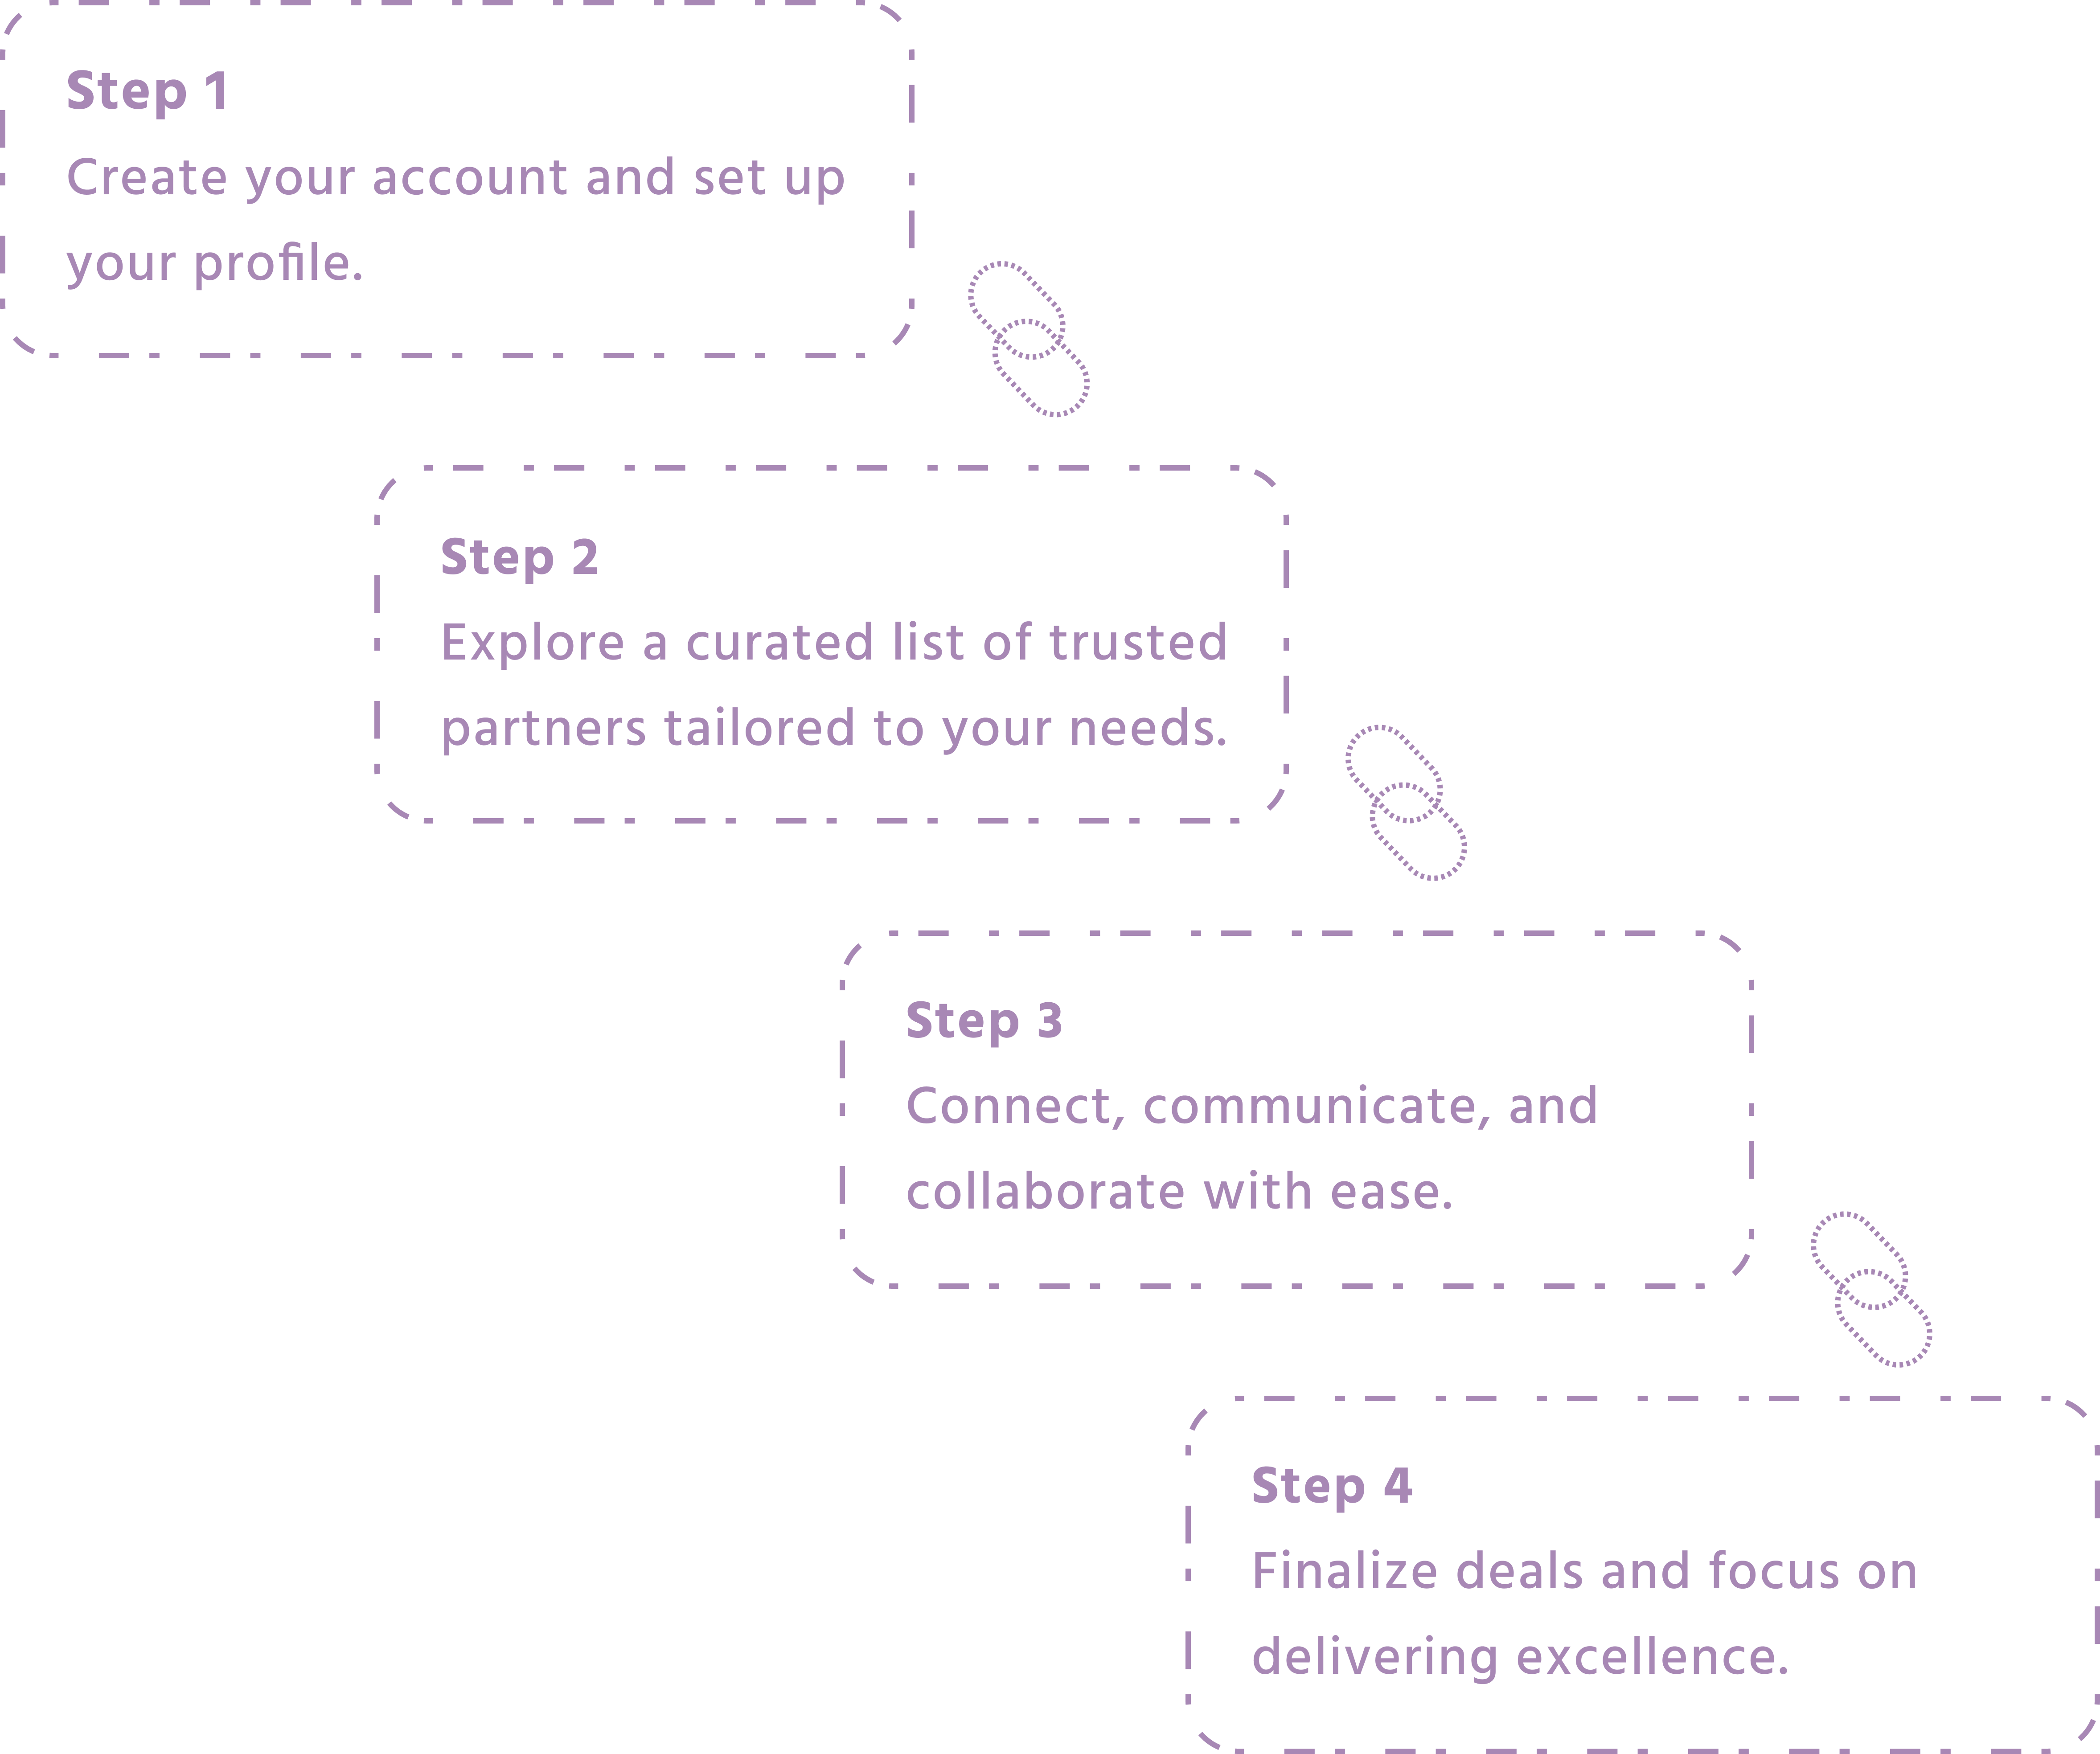 Step 1
Create your account and set up
your profile.
Step 2
Explore a curated list of trusted
partners tailored to your needs.
Step 3
Connect, communicate, and
collaborate with ease.
Step 4
Finalize deals and focus on
delivering excellence.